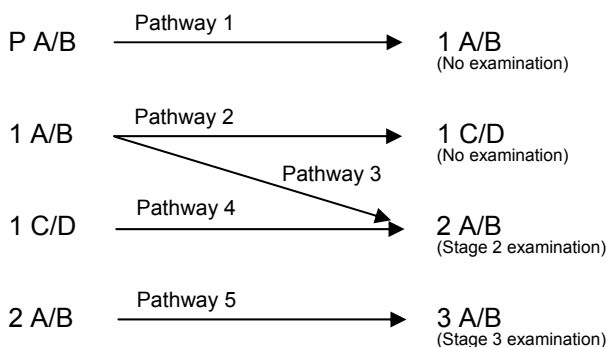 Pathway 1
P A/B
1 A/B
(No examination)
Pathway 2
1 A/B
1 C/D
(No examination)
Pathway 3
Pathway 4
1 C/D
2 A/B
(Stage 2 examination)
Pathway 5
2 A/B
3 A/B
(Stage 3 examination)